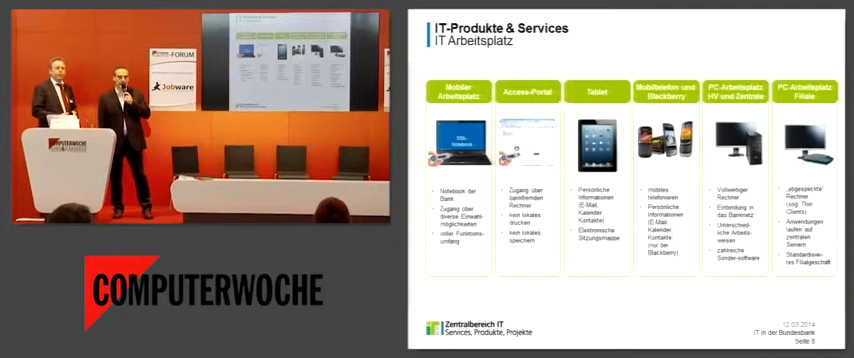 -FORUM
Jobware
COMPUTERWOCHE
COMPUTERWOCHE
IT-Produkte & Services
IT Arbeitsplatz
Mobiler
Arbeitsplatz
Notebook der
Bank
Zugang über
diverse Einwahl-
möglichkeiten
voller Funktions-
umfang
Access-Portal
Zugang über
bankfremden
Rechner
kein lokales
drucken
kein lokales
speichern
Tablet
Persönliche
Informationen
(E-Mail,
Kalender,
Kontakte)
Elektronische
Sitzungsmappe
Mobiltelefon und
Blackberry
mobiles
telefonieren
Persönliche
Informationen
(E-Mail,
Kalender,
Kontakte;
(nur bei
Blackberry)
PC-Arbeitsplatz
HV und Zentrale
Vollwertiger
Rechner
Einbindung in
das Banknetz
Unterschied-
liche Arbeits-
weisen
zahlreiche
Sonder-software
PC-Arbeitsplatz
Filiale
„abgespeckte"
Rechner
(sog. Thin
Clients)
Anwendungen
laufen auf
zentralen
Servern
Standardisier-
tes Filialgeschäft
Zentralbereich IT
Services, Produkte, Projekte
12.03.2014
IT in der Bundesbank
Seite 6